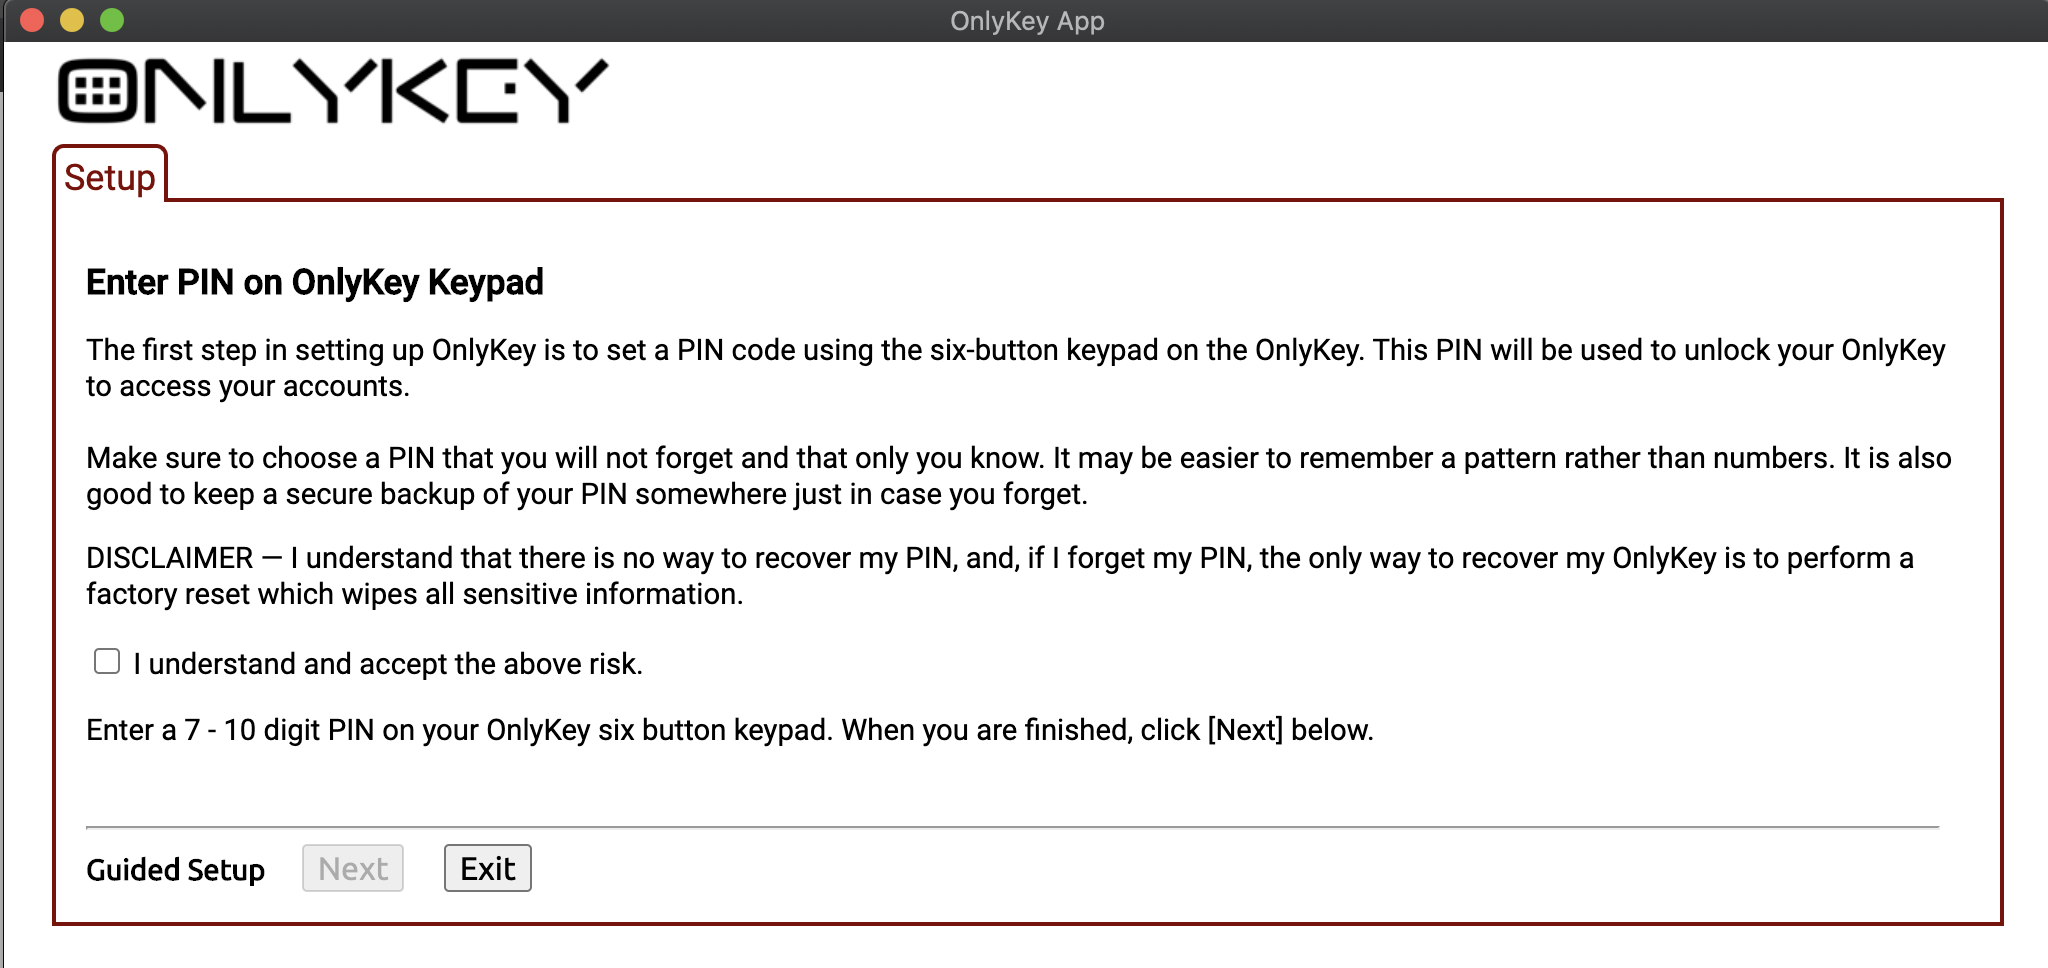 OnlyKey App
ONLYKEY
Setup
Enter PIN on OnlyKey Keypad
The first step in setting up OnlyKey is to set a PIN code using the six-button keypad on the OnlyKey. This PIN will be used to unlock your OnlyKey
to access your accounts.
Make sure to choose a PIN that you will not forget and that only you know. It may be easier to remember a pattern rather than numbers. It is also
good to keep a secure backup of your PIN somewhere just in case you forget.
DISCLAIMER — I understand that there is no way to recover my PIN, and, if I forget my PIN, the only way to recover my OnlyKey is to perform a
factory reset which wipes all sensitive information.
I understand and accept the above risk.
Enter a 7 - 10 digit PIN on your OnlyKey six button keypad. When you are finished, click [Next] below.
Guided Setup Next Exit